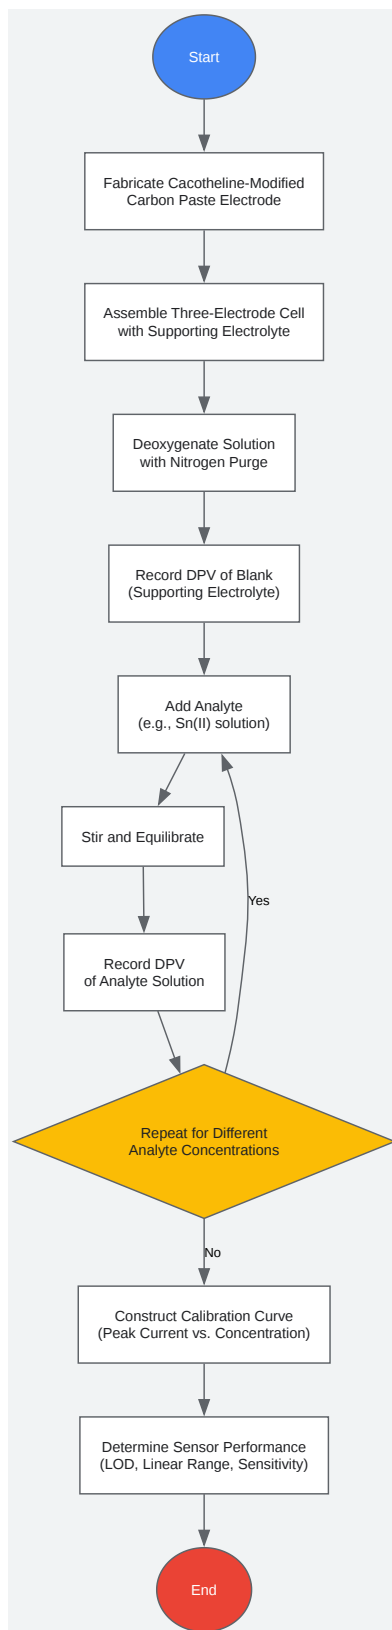 Start
Fabricate Cacotheline-Modified
Carbon Paste Electrode
Assemble Three-Electrode Cell
with Supporting Electrolyte
Deoxygenate Solution
with Nitrogen Purge
Record DPV of Blank
(Supporting Electrolyte)
Add Analyte
(e.g., Sn(II) solution)
Stir and Equilibrate
Yes
Record DPV
of Analyte Solution
Repeat for Different
Analyte Concentrations
No
Construct Calibration Curve
(Peak Current vs. Concentration)
Determine Sensor Performance
(LOD, Linear Range, Sensitivity)
End